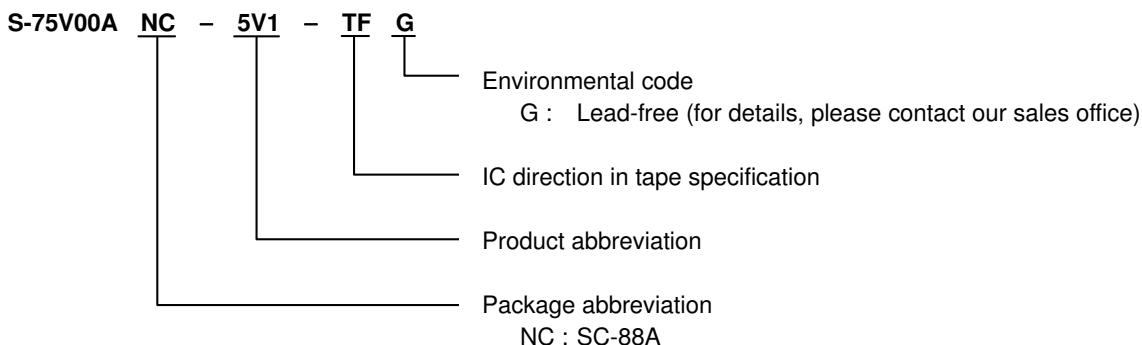 S-75V00A NC – 5V1 – TF G
Environmental code
G : Lead-free (for details, please contact our sales office)
IC direction in tape specification
Product abbreviation
Package abbreviation
NC : SC-88A